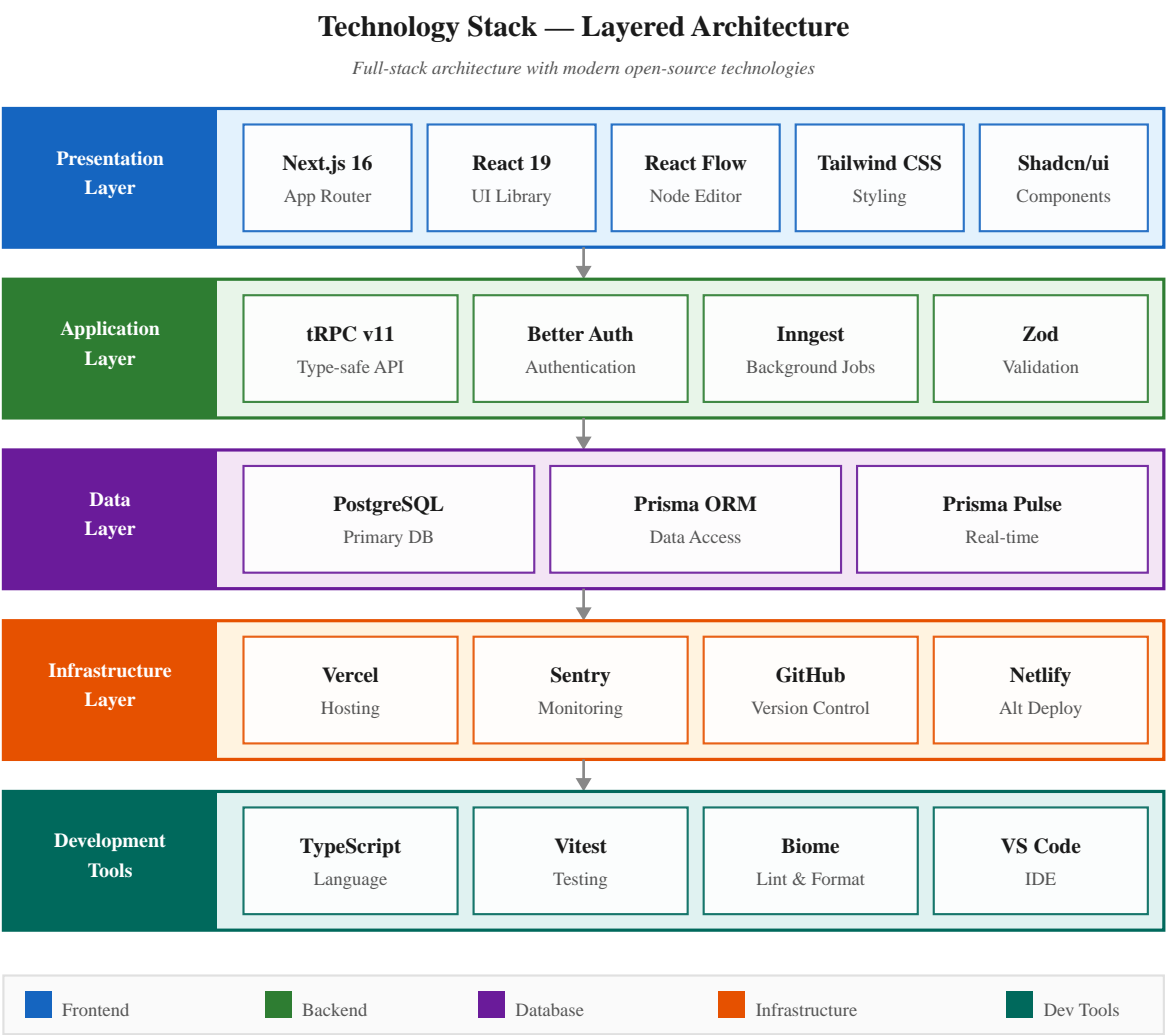 Technology Stack — Layered Architecture
Full-stack architecture with modern open-source technologies
Presentation
Layer
Next.js 16
App Router
React 19
UI Library
React Flow
Node Editor
Tailwind CSS
Styling
Shadcn/ui
Components
Application
Layer
tRPC v11
Type-safe API
Better Auth
Authentication
Inngest
Background Jobs
Zod
Validation
Data
Layer
PostgreSQL
Primary DB
Prisma ORM
Data Access
Prisma Pulse
Real-time
Infrastructure
Layer
Vercel
Hosting
Sentry
Monitoring
GitHub
Version Control
Netlify
Alt Deploy
Development
Tools
TypeScript
Language
Vitest
Testing
Biome
Lint & Format
VS Code
IDE
Frontend
Backend
Database
Infrastructure
Dev Tools